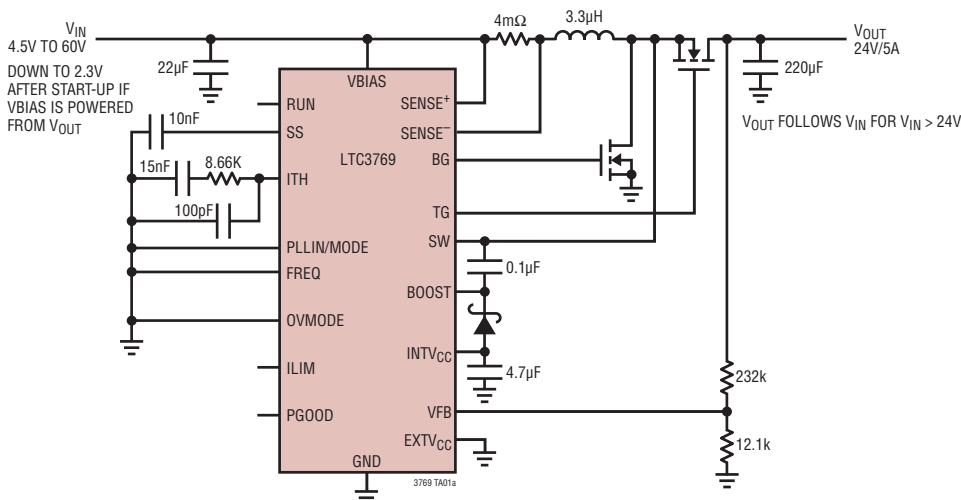 VIN
4.5V TO 60V
DOWN TO 2.3V
AFTER START-UP IF
VBIAS IS POWERED
FROM VOUT
22µF
4mΩ
3.3µH
VOUT
24V/5A
220µF
VOUT FOLLOWS VIN FOR VIN > 24V
VBIAS
RUN
SENSE+
10nF
SS
SENSE−
LTC3769
BG
15nF
8.66K
ITH
100pF
TG
PLLIN/MODE
SW
FREQ
0.1µF
BOOST
OVMODE
INTVCC
ILIM
4.7µF
232k
PGOOD
VFB
EXTVCC
12.1k
GND
3769 TA01a